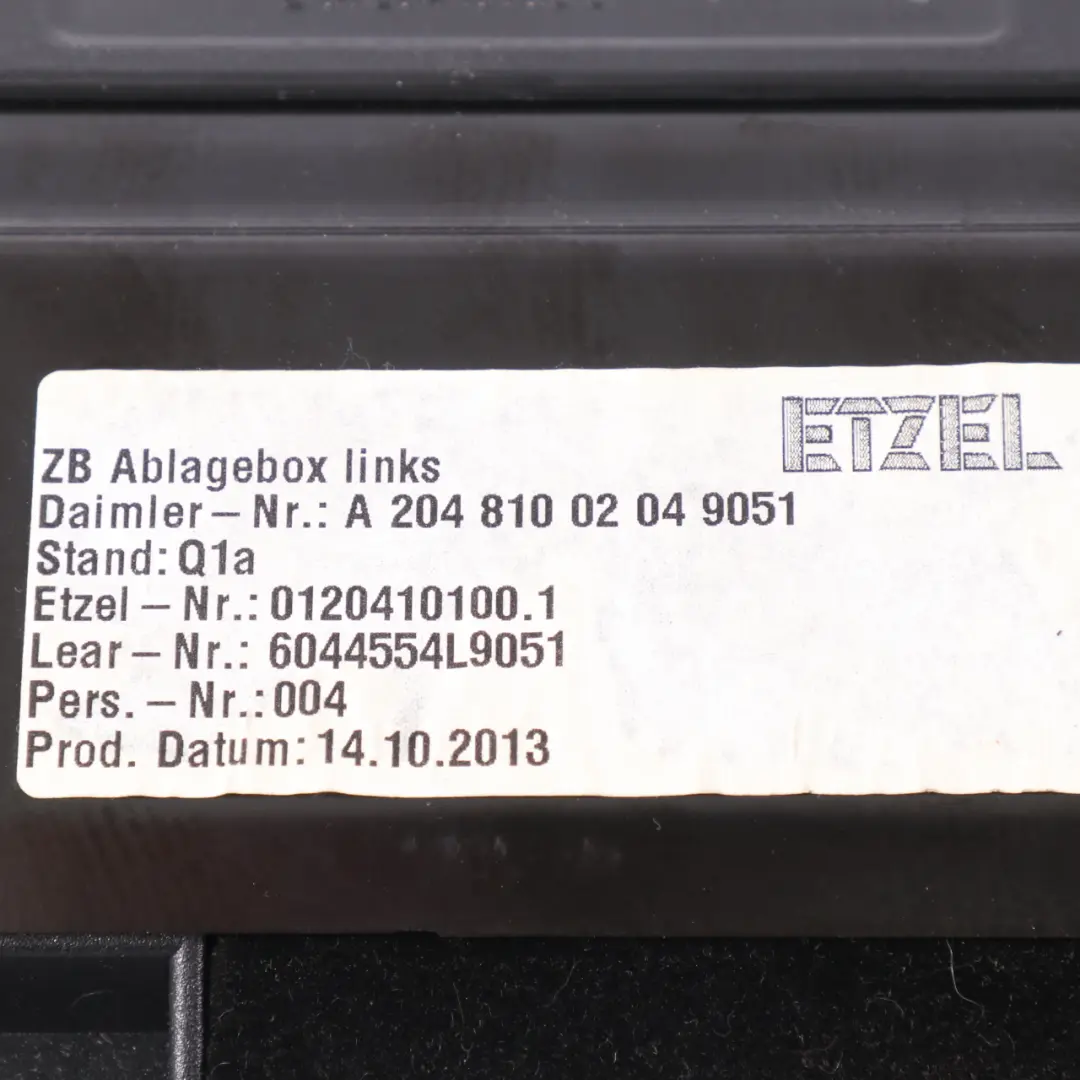 ETZEL
ZB Ablagebox links
Daimler-Nr.: A 204 810 02 04 9051
Stand: Q1a
Etzel-Nr.: 0120410100.1
Lear-Nr.: 6044554L9051
Pers.-Nr.: 004
Prod. Datum: 14.10.2013